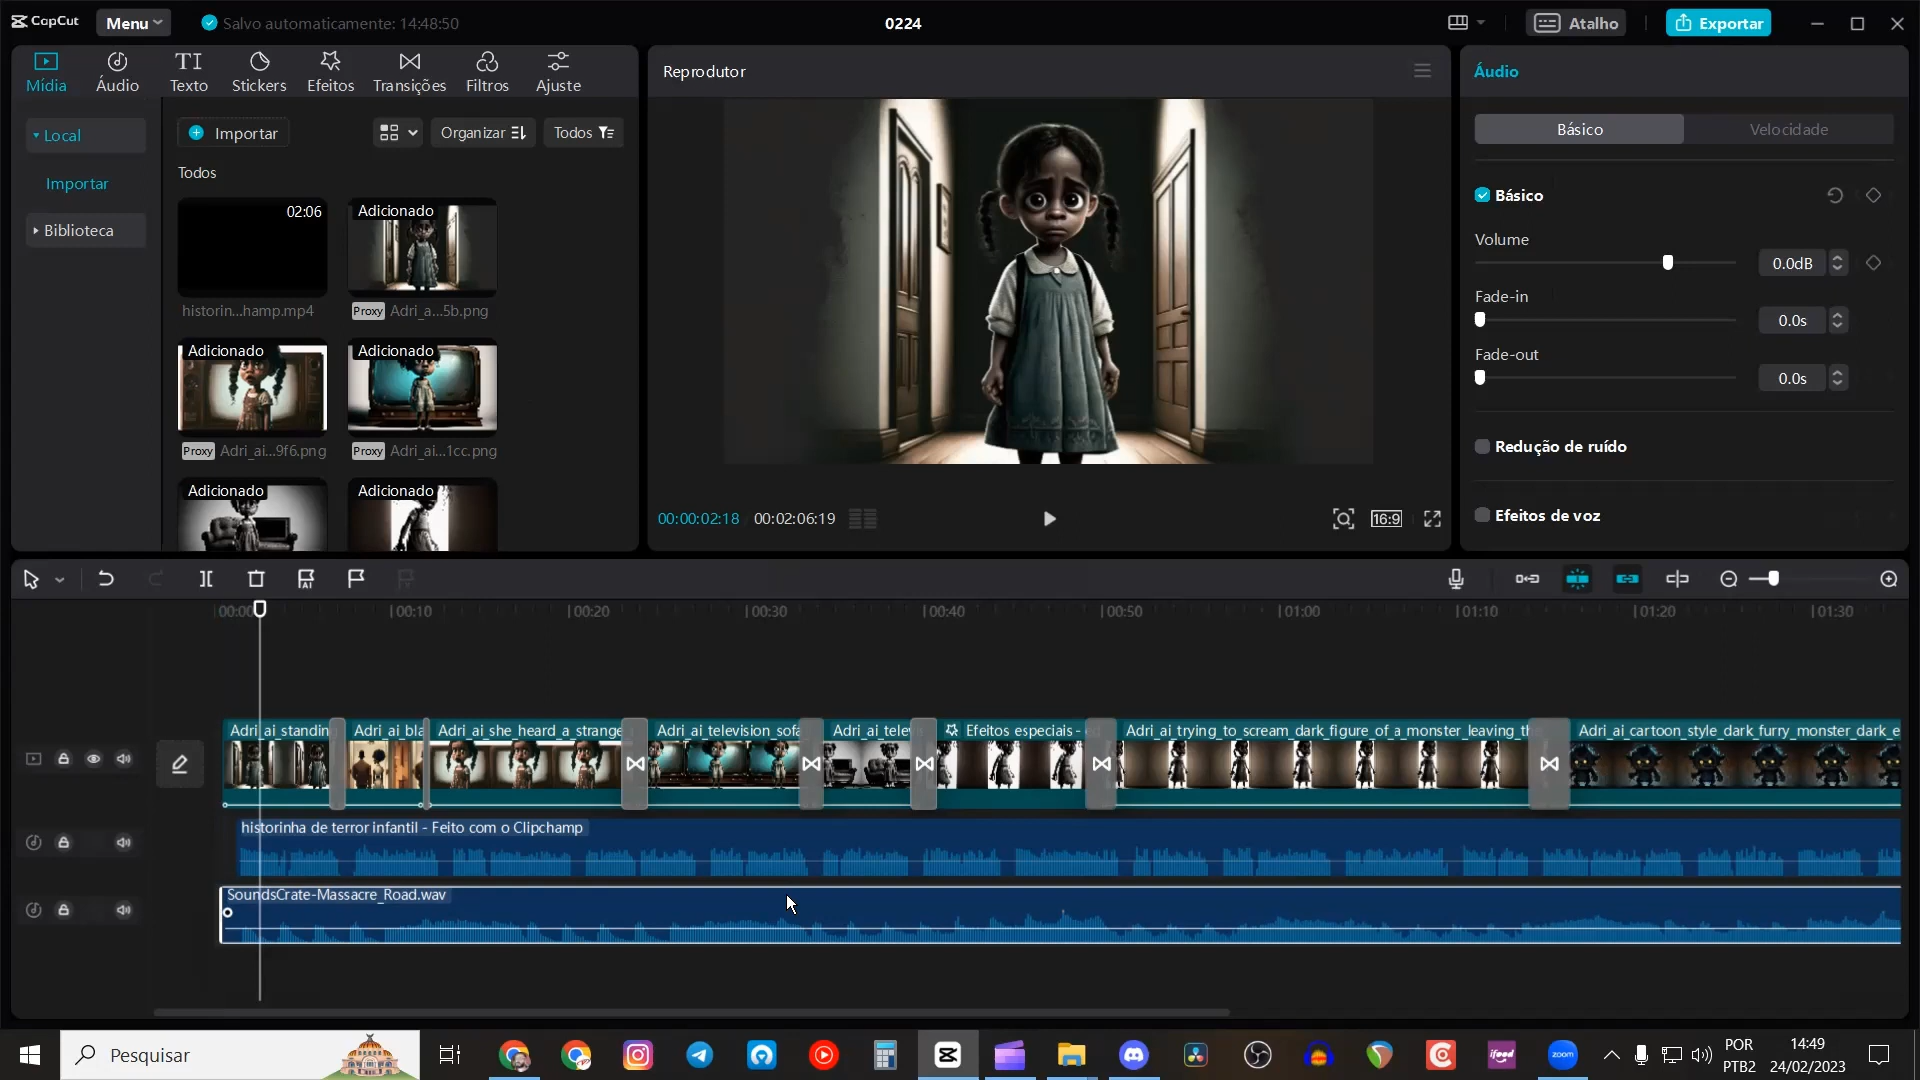 CapCut
Menu
Salvo automaticamente: 14:48:50
0224
Atalho
Exportar
Mídia
Áudio
Texto
Stickers
Efeitos
Transições
Filtros
Ajuste
Local
Importar
Biblioteca
Importar
Organizar
Todos
Todos
02:06
historin...hamp.mp4
Adicionado
Proxy Adri_a...5b.png
Adicionado
Proxy Adri_ai...9f6.png
Adicionado
Proxy Adri_ai...1cc.png
Adicionado
Adicionado
Reprodutor
00:00:02:18 00:02:06:19
16:9
Áudio
Básico
Velocidade
Básico
Volume
0.0dB
Fade-in
0.0s
Fade-out
0.0s
Redução de ruído
Efeitos de voz
AI
00:00 00:10 00:20 00:30 00:40 00:50 01:00 01:10 01:20 01:30
Adri_ai_standin
Adri_ai_bla
Adri_ai_she_heard_a_strange
Adri_ai_television_sofa
Adri_ai_telev
Efeitos especiais -
Adri_ai_trying_to_scream_dark_figure_of_a_monster_leaving_th
Adri_ai_cartoon_style_dark_furry_monster_dark_e
historinha de terror infantil - Feito com o Clipchamp
SoundsCrate-Massacre_Road.wav
Pesquisar
ifood
zoom
POR
PTB2
14:49
24/02/2023